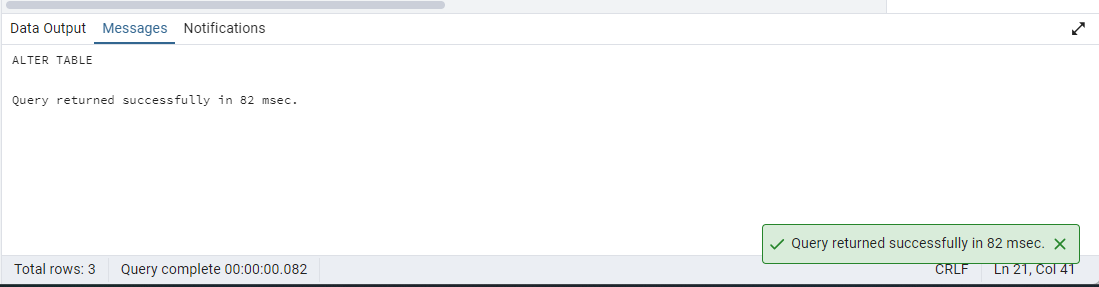 Data Output Messages Notifications
ALTER TABLE
Query returned successfully in 82 msec.
Query returned successfully in 82 msec.
Total rows: 3 Query complete 00:00:00.082 CRLF Ln 21, Col 41